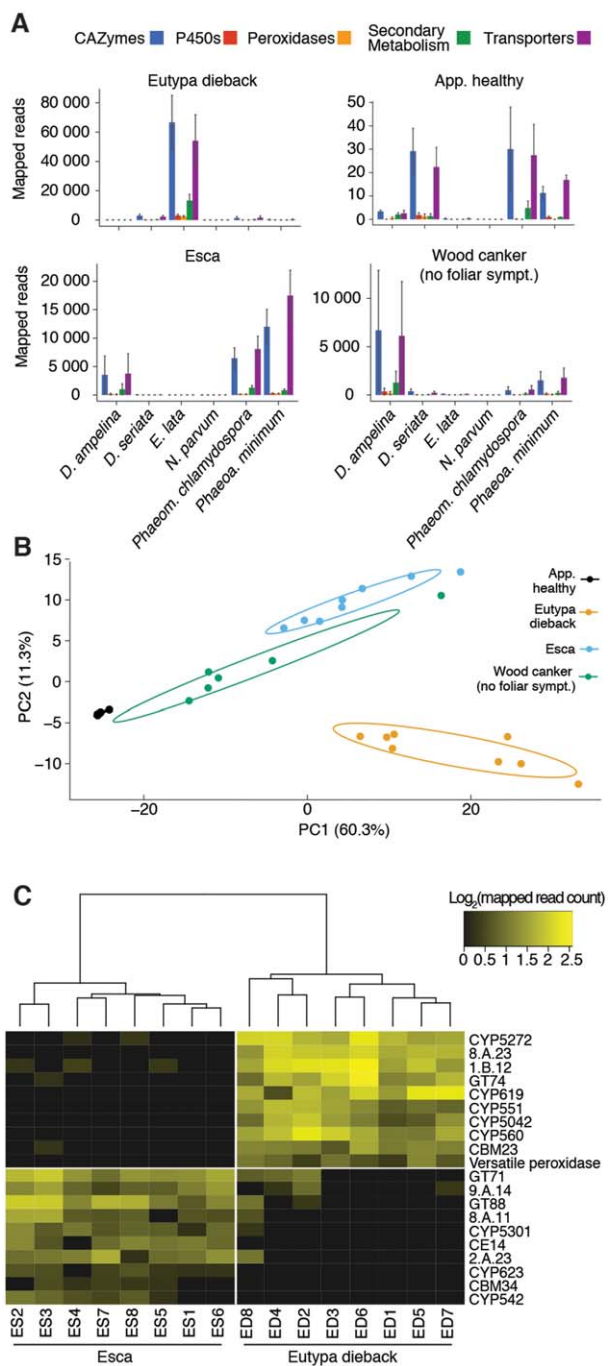 A
CAZymes P450s Peroxidases Secondary Metabolism Transporters
Eutypa dieback
App. healthy
Mapped reads
80 000
60 000
40 000
20 000
0
50
40
30
20
10
0
Esca
Wood canker
(no foliar sympt.)
Mapped reads
20 000
15 000
10 000
5 000
0
10 000
5 000
0
D. ampelina
D. seriata
E. lata
N. parvum
Phaeom. chlamydospora
Phaeoa. minimum
D. ampelina
D. seriata
E. lata
N. parvum
Phaeom. chlamydospora
Phaeoa. minimum
B
PC2 (11.3%)
15
10
5
0
−5
−10
−20 0 20
PC1 (60.3%)
App.
healthy
Eutypa
dieback
Esca
Wood canker
(no foliar sympt.)
C
Log2(mapped read count)
0 0.5 1 1.5 2 2.5
CYP5272
8.A.23
1.B.12
GT74
CYP619
CYP551
CYP5042
CYP560
CBM23
Versatile peroxidase
GT71
9.A.14
GT88
8.A.11
CYP5301
CE14
2.A.23
CYP623
CBM34
CYP542
ES2 ES3 ES4 ES7 ES8 ES5 ES1 ES6 ED8 ED4 ED2 ED3 ED6 ED1 ED5 ED7
Esca Eutypa dieback